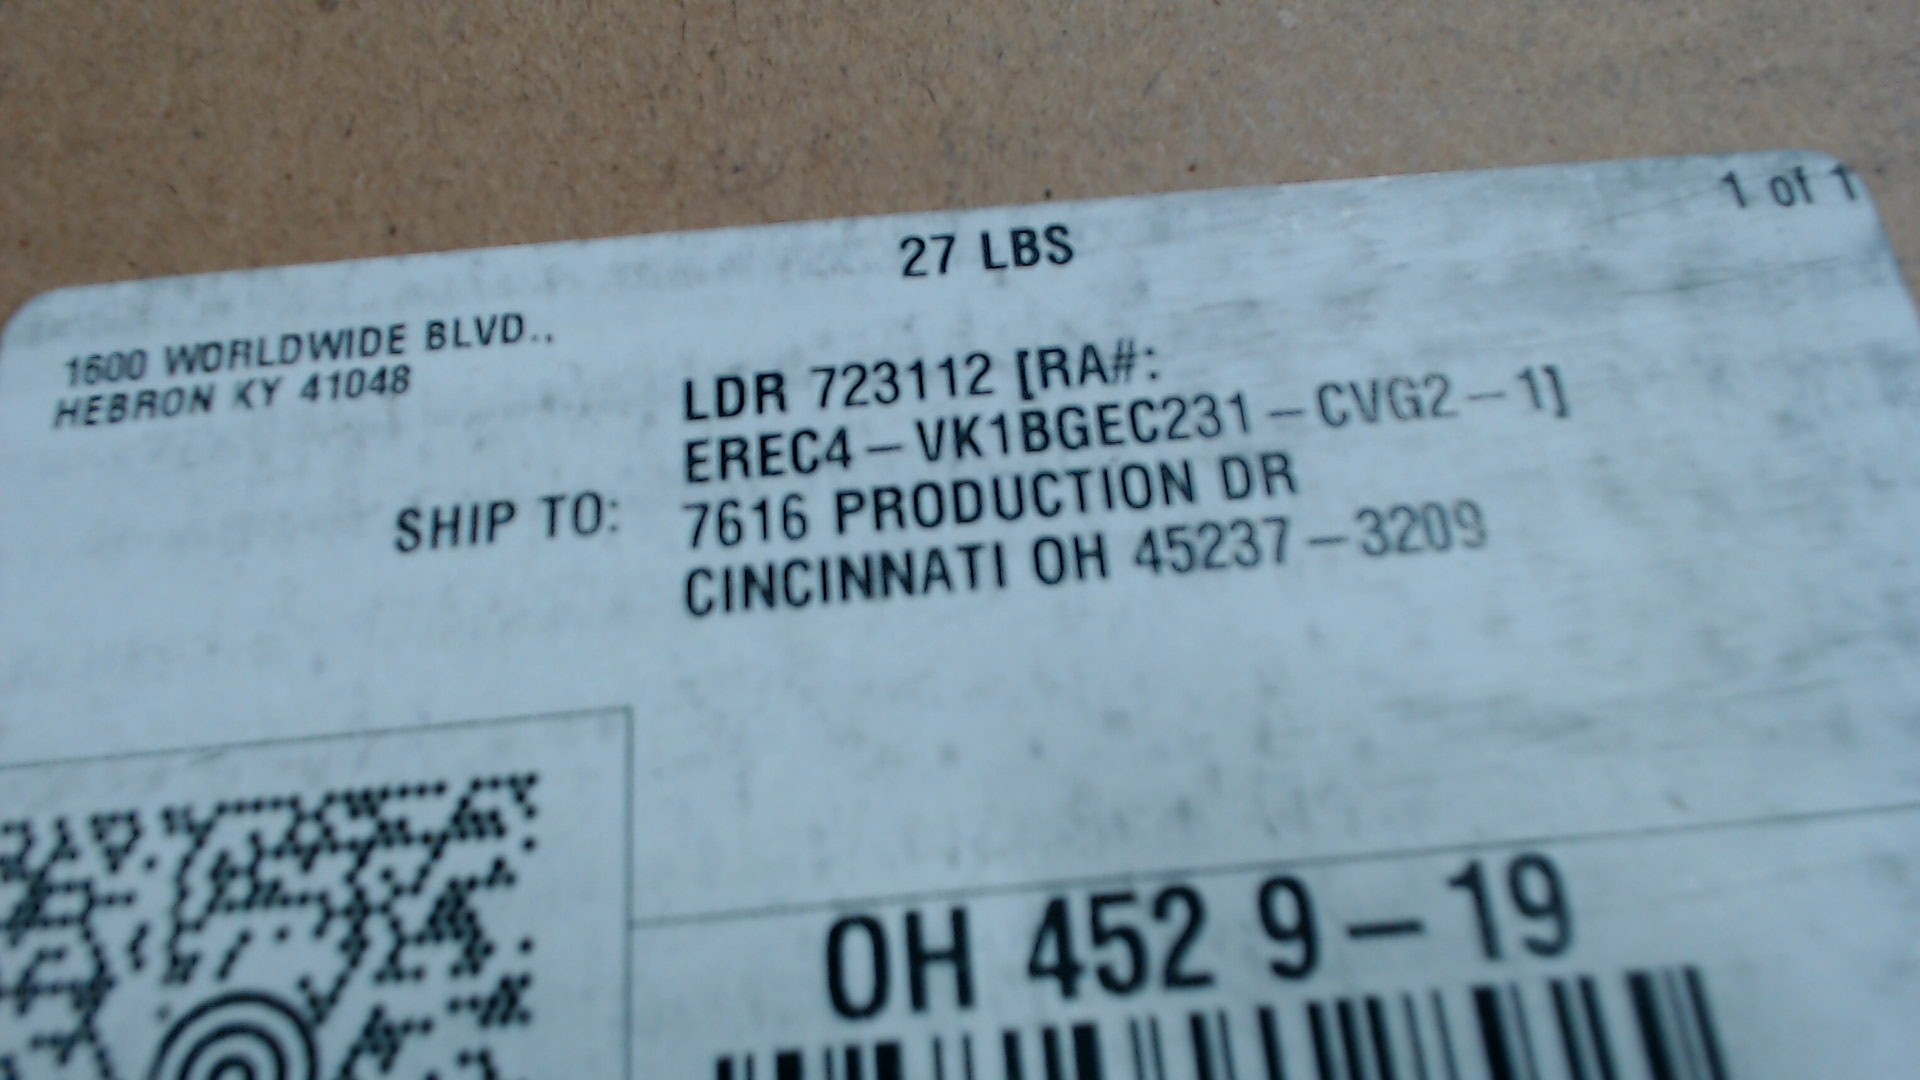 1 of 1
27 LBS
1600 WORLDWIDE BLVD.,
HEBRON KY 41048
LDR 723112 [RA#:
EREC4-VK1BGEC231-CVG2-1]
SHIP TO: 7616 PRODUCTION DR
CINCINNATI OH 45237-3209
OH 452 9-19